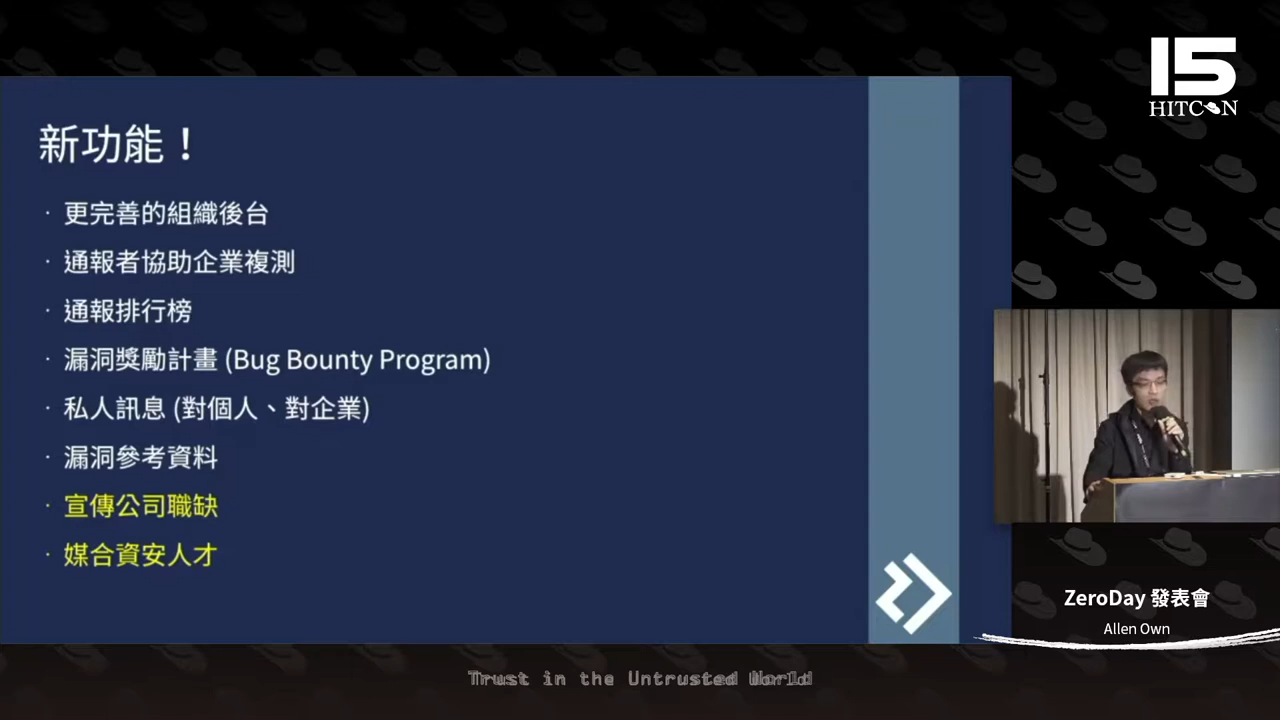 新功能！
· 更完善的組織後台
· 通報者協助企業複測
· 通報排行榜
· 漏洞獎勵計畫 (Bug Bounty Program)
· 私人訊息 (對個人、對企業)
· 漏洞參考資料
· 宣傳公司職缺
· 媒合資安人才
15
HITCON
ZeroDay 發表會
Allen Own
Trust in the Untrusted World